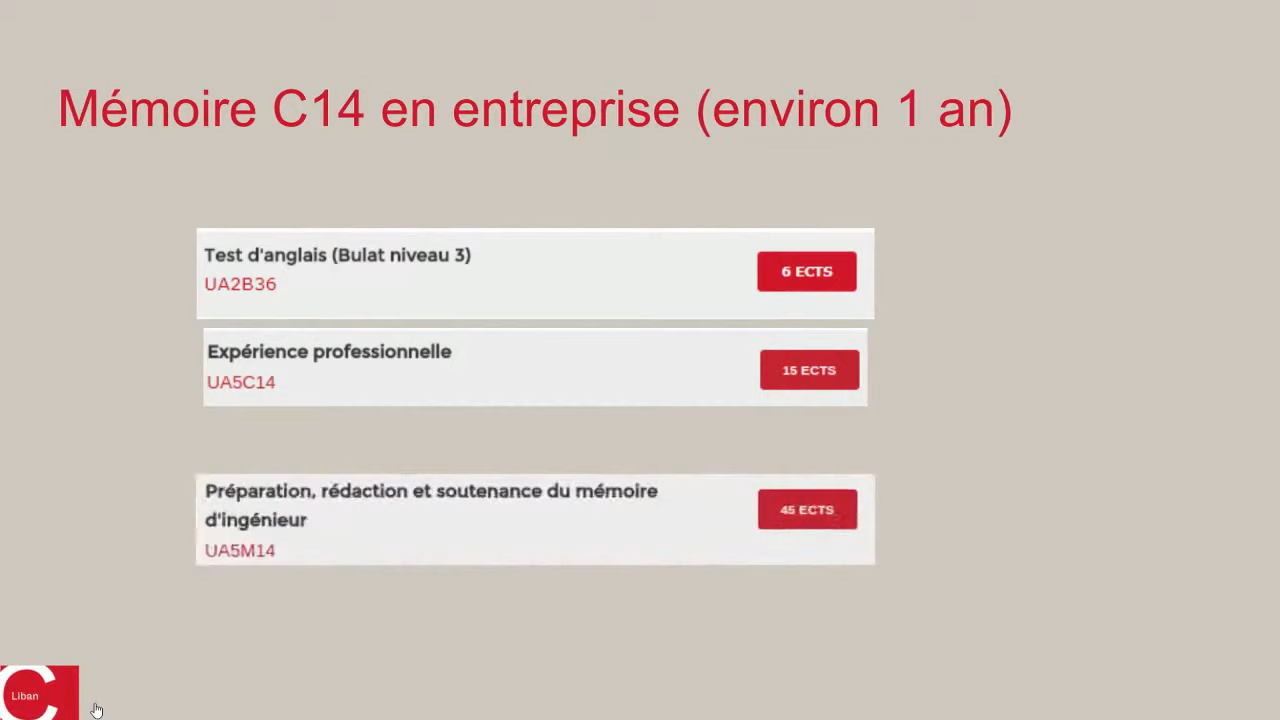 Mémoire C14 en entreprise (environ 1 an)
Test d'anglais (Bulat niveau 3)
6 ECTS
UA2B36
Expérience professionnelle
15 ECTS
UA5C14
Préparation, rédaction et soutenance du mémoire
d'ingénieur
45 ECTS
UA5M14
Liban